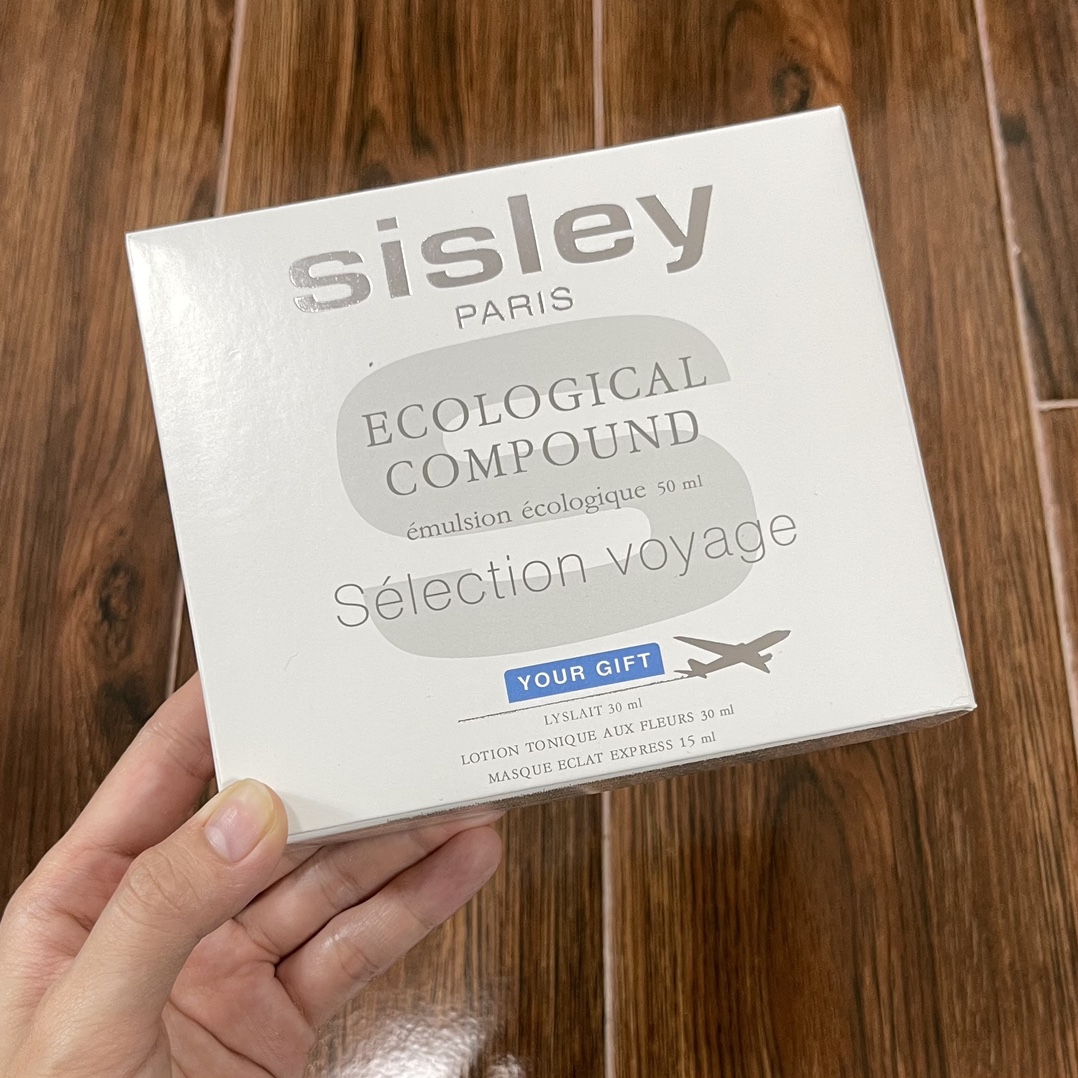 sisley
PARIS
ECOLOGICAL
COMPOUND
émulsion écologique 50 ml
Sélection voyage
YOUR GIFT
LYSLAIT 30 ml
LOTION TONIQUE AUX FLEURS 30 ml
MASQUE ECLAT EXPRESS 15 ml